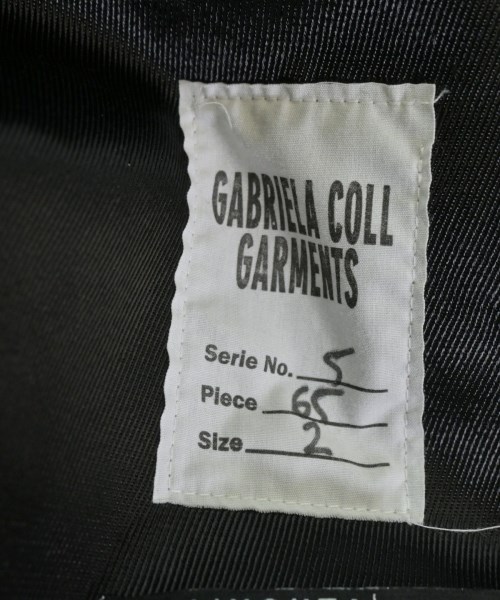 GABRIELA COLL
GARMENTS
Serie No. 5
Piece 65
Size 2